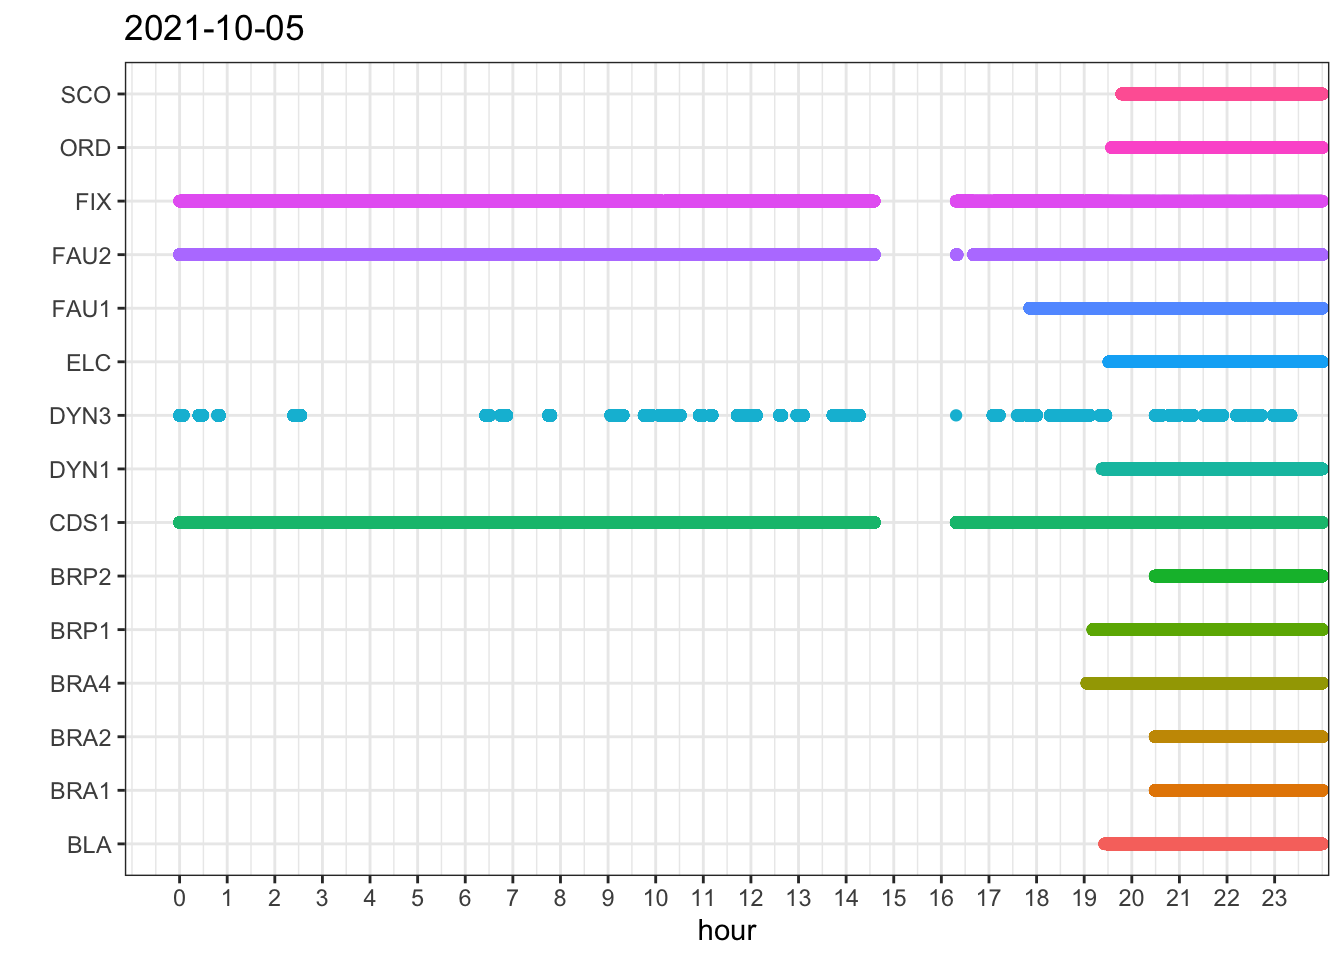 2021-10-05
SCO
ORD
FIX
FAU2
FAU1
ELC
DYN3
DYN1
CDS1
BRP2
BRP1
BRA4
BRA2
BRA1
BLA
0 1 2 3 4 5 6 7 8 9 10 11 12 13 14 15 16 17 18 19 20 21 22 23
hour